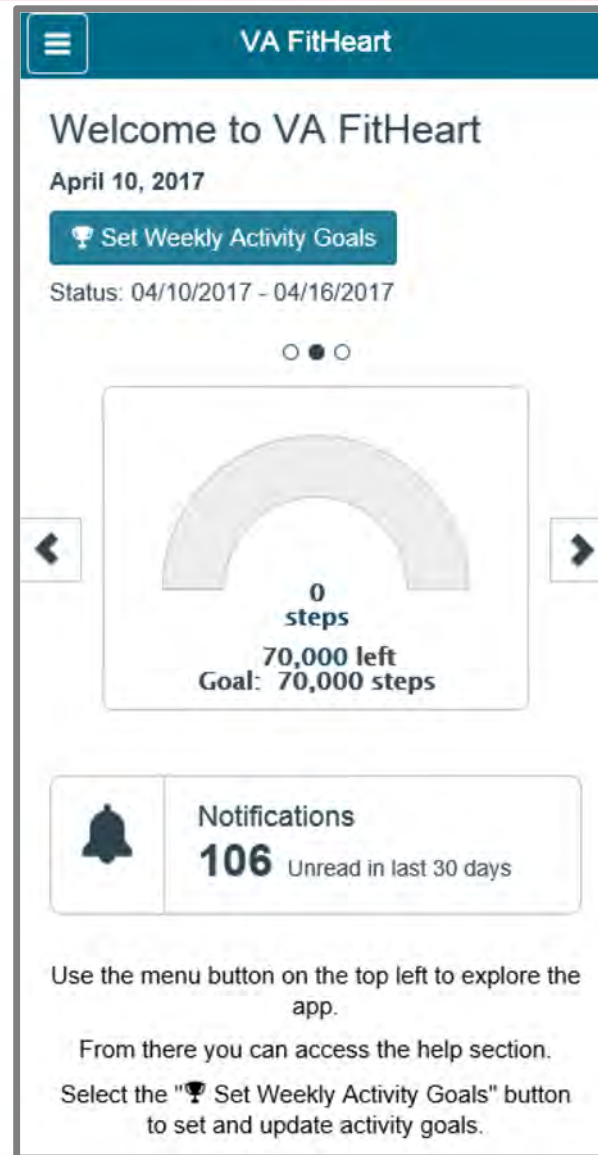 VA FitHeart
Welcome to VA FitHeart
April 10, 2017
Set Weekly Activity Goals
Status: 04/10/2017 - 04/16/2017
0
steps
70,000 left
Goal: 70,000 steps
Notifications
106 Unread in last 30 days
Use the menu button on the top left to explore the
app.
From there you can access the help section.
Select the "🏆 Set Weekly Activity Goals" button
to set and update activity goals.